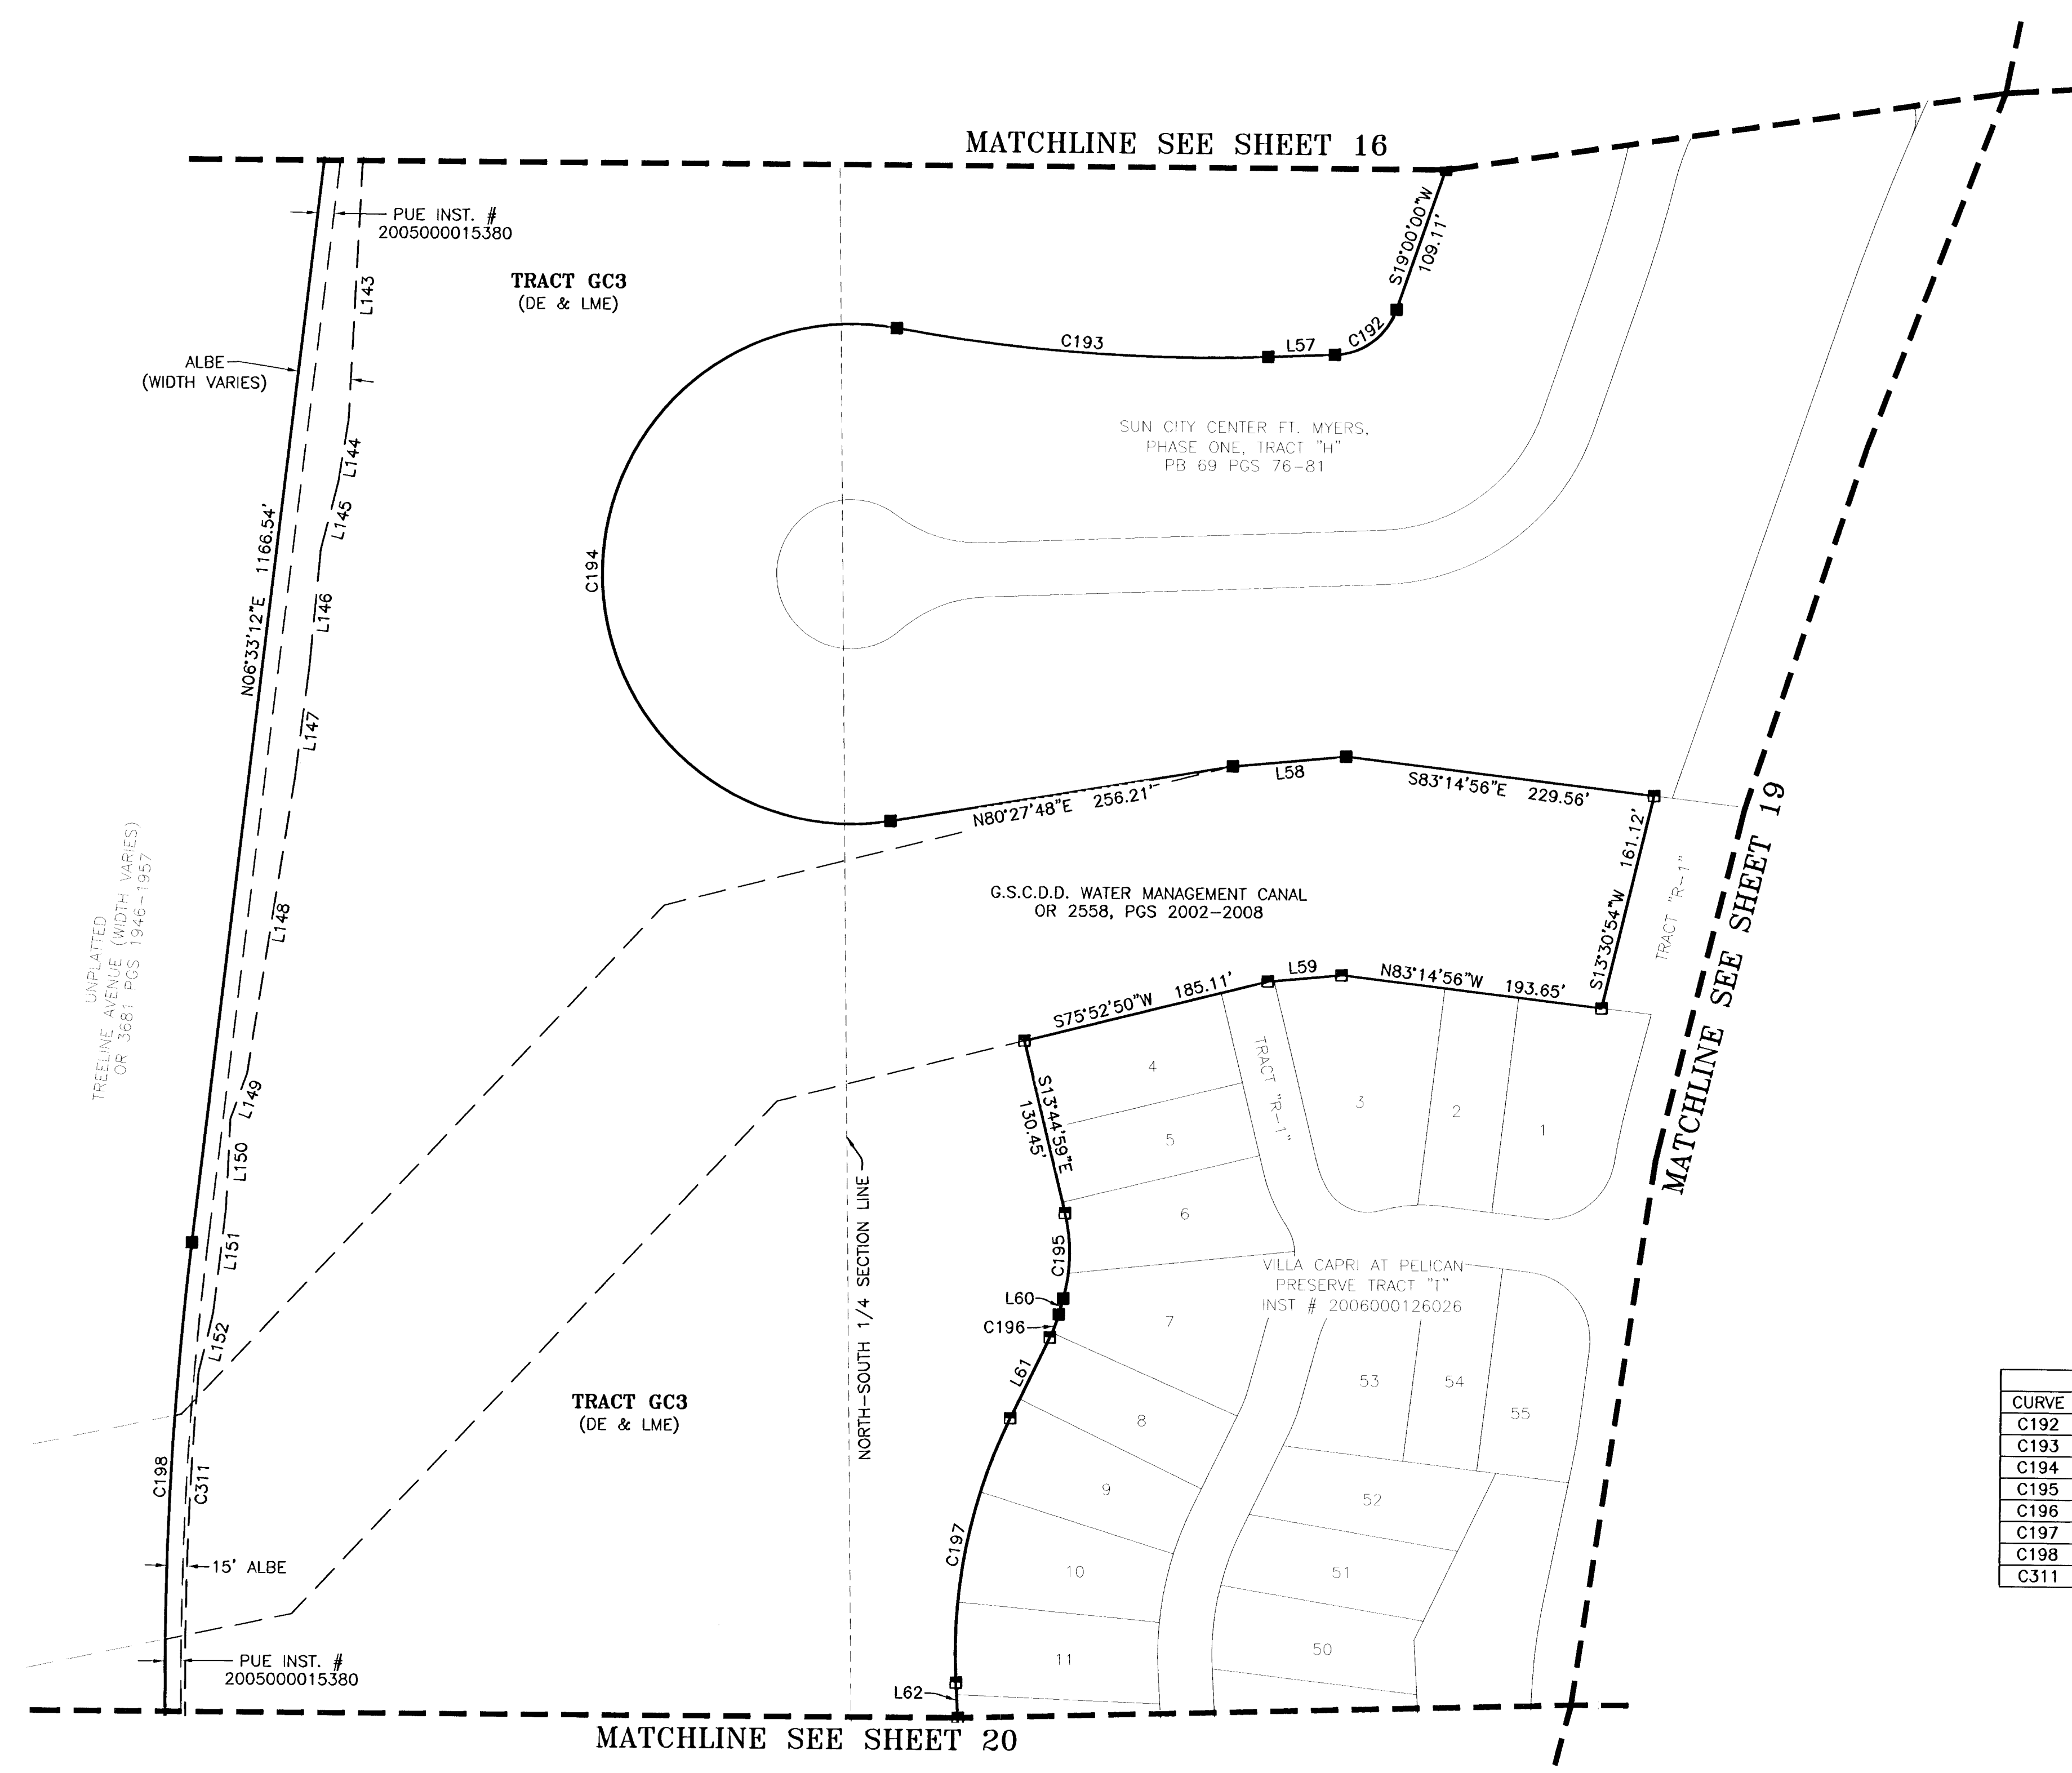 MATCHLINE SEE SHEET 16
PUE INST. #
2005000015380
TRACT GC3
(DE & LME)
S19°00'00"W
109.11'
L143
C193
L57
C192
ALBE
(WIDTH VARIES)
SUN CITY CENTER FT. MYERS,
PHASE ONE, TRACT "H"
PB 69 PGS 76-81
L144
L145
N06°33'12"E 1166.54'
C194
L146
L147
L58
S83°14'56"E 229.56'
N80°27'48"E 256.21'
S13°30'54"W 161.12'
TRACT "R-1"
MATCHLINE SEE SHEET 19
UNPLATTED
TREELINE AVENUE (WIDTH VARIES)
OR 3681 PGS 1946-1957
G.S.C.D.D. WATER MANAGEMENT CANAL
OR 2558, PGS 2002-2008
L148
L59
N83°14'56"W 193.65'
S75°52'50"W 185.11'
S13°44'59"E
130.45'
TRACT "R-1"
4
5
6
3
2
1
L149
L150
L151
L152
NORTH-SOUTH 1/4 SECTION LINE
C195
L60
C196
L61
VILLA CAPRI AT PELICAN
PRESERVE TRACT "I"
INST # 2006000126026
7
8
9
10
11
53
54
55
52
51
50
TRACT GC3
(DE & LME)
C198
C311
C197
15' ALBE
PUE INST. #
2005000015380
L62
MATCHLINE SEE SHEET 20
CURVE
C192
C193
C194
C195
C196
C197
C198
C311